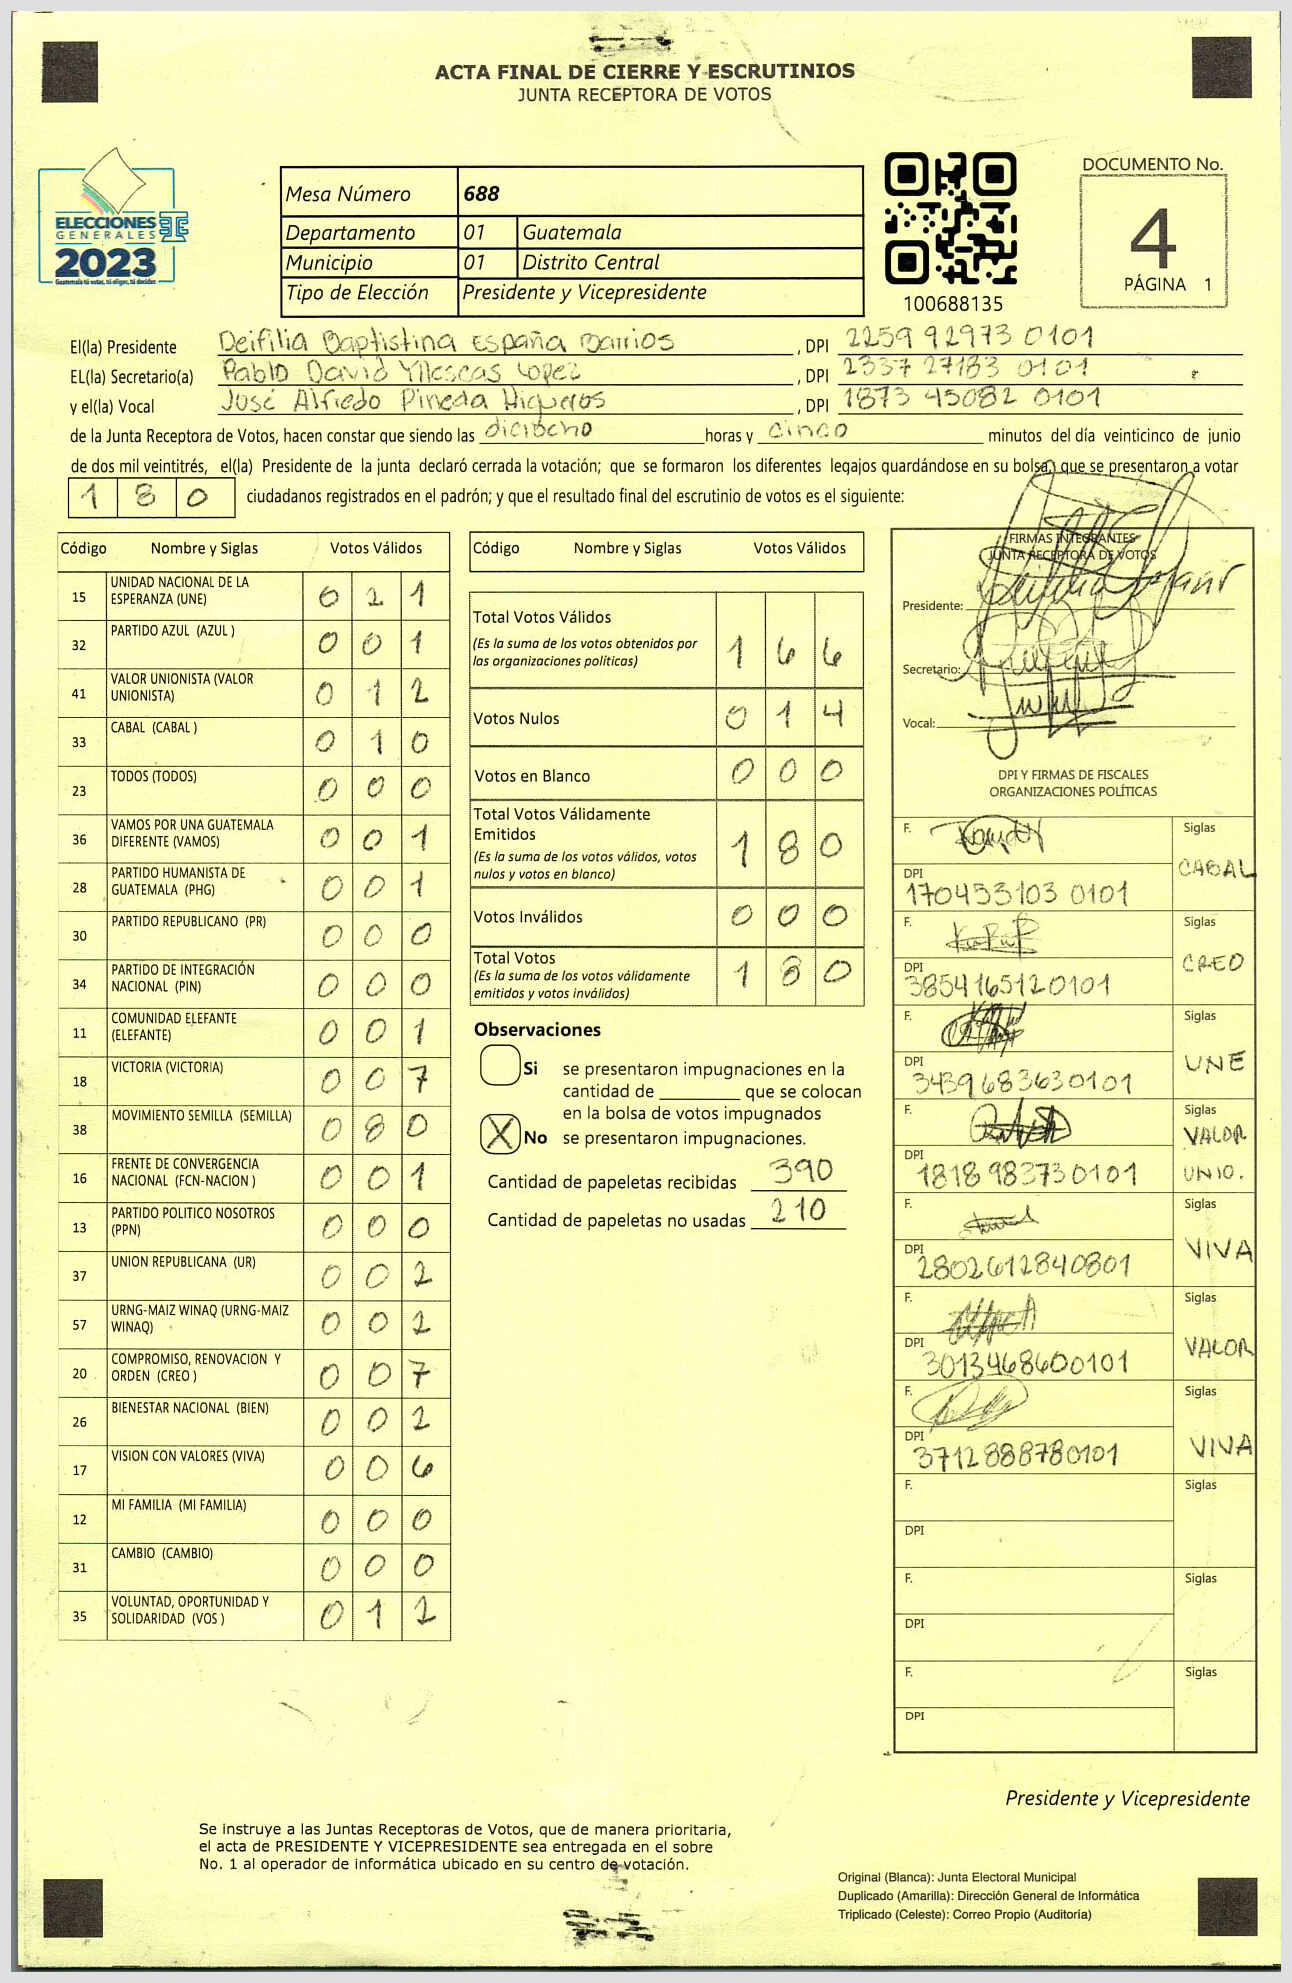 ACTA FINAL DE CIERRE Y ESCRUTINIOS
JUNTA RECEPTORA DE VOTOS
ELECCIONES
GENERALES
2023
Guatemala tú votas, tú eliges, tú decides
Mesa Número 688
Departamento 01 Guatemala
Municipio 01 Distrito Central
Tipo de Elección Presidente y Vicepresidente
100688135
DOCUMENTO No.
4
PÁGINA 1
El(la) Presidente Deifilia Baptistina España Barrios , DPI 2259 92973 0101
EL(la) Secretario(a) Pablo David Yllescas Lopez , DPI 2337 27183 0101
y el(la) Vocal José Alfredo Pineda Higueros , DPI 1873 45082 0101
de la Junta Receptora de Votos, hacen constar que siendo las dieciocho horas y cinco minutos del día veinticinco de junio
de dos mil veintitrés, el(la) Presidente de la junta declaró cerrada la votación; que se formaron los diferentes legajos guardándose en su bolsa, que se presentaron a votar
1 8 0 ciudadanos registrados en el padrón; y que el resultado final del escrutinio de votos es el siguiente:
Código Nombre y Siglas Votos Válidos
15 UNIDAD NACIONAL DE LA ESPERANZA (UNE) 0 2 1
32 PARTIDO AZUL (AZUL ) 0 0 1
41 VALOR UNIONISTA (VALOR UNIONISTA) 0 1 2
33 CABAL (CABAL ) 0 1 0
23 TODOS (TODOS) 0 0 0
36 VAMOS POR UNA GUATEMALA DIFERENTE (VAMOS) 0 0 1
28 PARTIDO HUMANISTA DE GUATEMALA (PHG) 0 0 1
30 PARTIDO REPUBLICANO (PR) 0 0 0
34 PARTIDO DE INTEGRACIÓN NACIONAL (PIN) 0 0 0
11 COMUNIDAD ELEFANTE (ELEFANTE) 0 0 1
18 VICTORIA (VICTORIA) 0 0 7
38 MOVIMIENTO SEMILLA (SEMILLA) 0 8 0
16 FRENTE DE CONVERGENCIA NACIONAL (FCN-NACION ) 0 0 1
13 PARTIDO POLITICO NOSOTROS (PPN) 0 0 0
37 UNION REPUBLICANA (UR) 0 0 2
57 URNG-MAIZ WINAQ (URNG-MAIZ WINAQ) 0 0 2
20 COMPROMISO, RENOVACION Y ORDEN (CREO ) 0 0 7
26 BIENESTAR NACIONAL (BIEN) 0 0 2
17 VISION CON VALORES (VIVA) 0 0 6
12 MI FAMILIA (MI FAMILIA) 0 0 0
31 CAMBIO (CAMBIO) 0 0 0
35 VOLUNTAD, OPORTUNIDAD Y SOLIDARIDAD (VOS ) 0 1 2
Código Nombre y Siglas Votos Válidos
Total Votos Válidos 1 6 6
(Es la suma de los votos obtenidos por
las organizaciones políticas)
Votos Nulos 0 1 4
Votos en Blanco 0 0 0
Total Votos Válidamente
Emitidos 1 8 0
(Es la suma de los votos válidos, votos
nulos y votos en blanco)
Votos Inválidos 0 0 0
Total Votos 1 8 0
(Es la suma de los votos válidamente
emitidos y votos inválidos)
Observaciones
Si se presentaron impugnaciones en la
cantidad de ________ que se colocan
en la bolsa de votos impugnados
X No se presentaron impugnaciones.
Cantidad de papeletas recibidas 390
Cantidad de papeletas no usadas 210
FIRMAS INTEGRANTES
JUNTA RECEPTORA DE VOTOS
Presidente:
Secretario:
Vocal:
DPI Y FIRMAS DE FISCALES
ORGANIZACIONES POLÍTICAS
F. Siglas
CABAL
DPI
170453103 0101
F. Siglas
CREO
DPI
3854165120101
F. Siglas
UNE
DPI
3439683630101
F. Siglas
VALOR
DPI
1818 983730101 UNIO.
F. Siglas
VIVA
DPI
2802612840801
F. Siglas
VALOR
DPI
3013468600101
F. Siglas
VIVA
DPI
3712888780101
F. Siglas
DPI
F. Siglas
DPI
F. Siglas
DPI
Presidente y Vicepresidente
Se instruye a las Juntas Receptoras de Votos, que de manera prioritaria,
el acta de PRESIDENTE Y VICEPRESIDENTE sea entregada en el sobre
No. 1 al operador de informática ubicado en su centro de votación.
Original (Blanca): Junta Electoral Municipal
Duplicado (Amarilla): Dirección General de Informática
Triplicado (Celeste): Correo Propio (Auditoría)